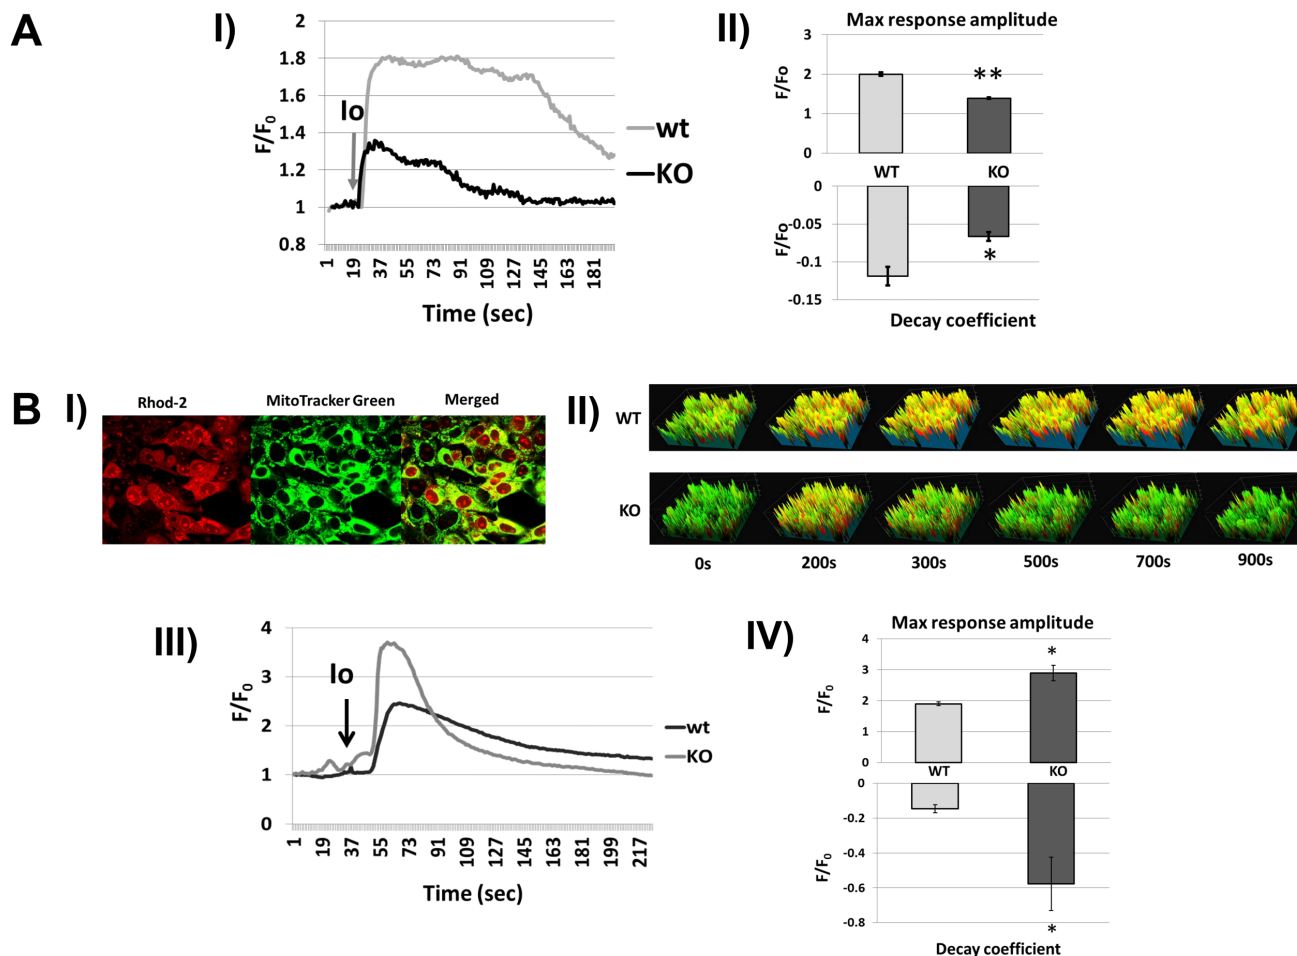 A
I)
2
1.8
1.6
1.4
1.2
1
0.8
F/F0
Io
wt
KO
1 19 37 55 73 91 109 127 145 163 181
Time (sec)
II)
Max response amplitude
3
2
1
0
F/Fo
**
WT KO
0
-0.05
-0.1
-0.15
F/Fo
*
Decay coefficient
B
I)
Rhod-2 MitoTracker Green Merged
II)
WT
KO
0s 200s 300s 500s 700s 900s
III)
4
3
2
1
0
F/F0
Io
wt
KO
1 19 37 55 73 91 109 127 145 163 181 199 217
Time (sec)
IV)
Max response amplitude
4
3
2
1
0
F/F0
*
WT KO
0
-0.2
-0.4
-0.6
-0.8
F/F0
*
Decay coefficient